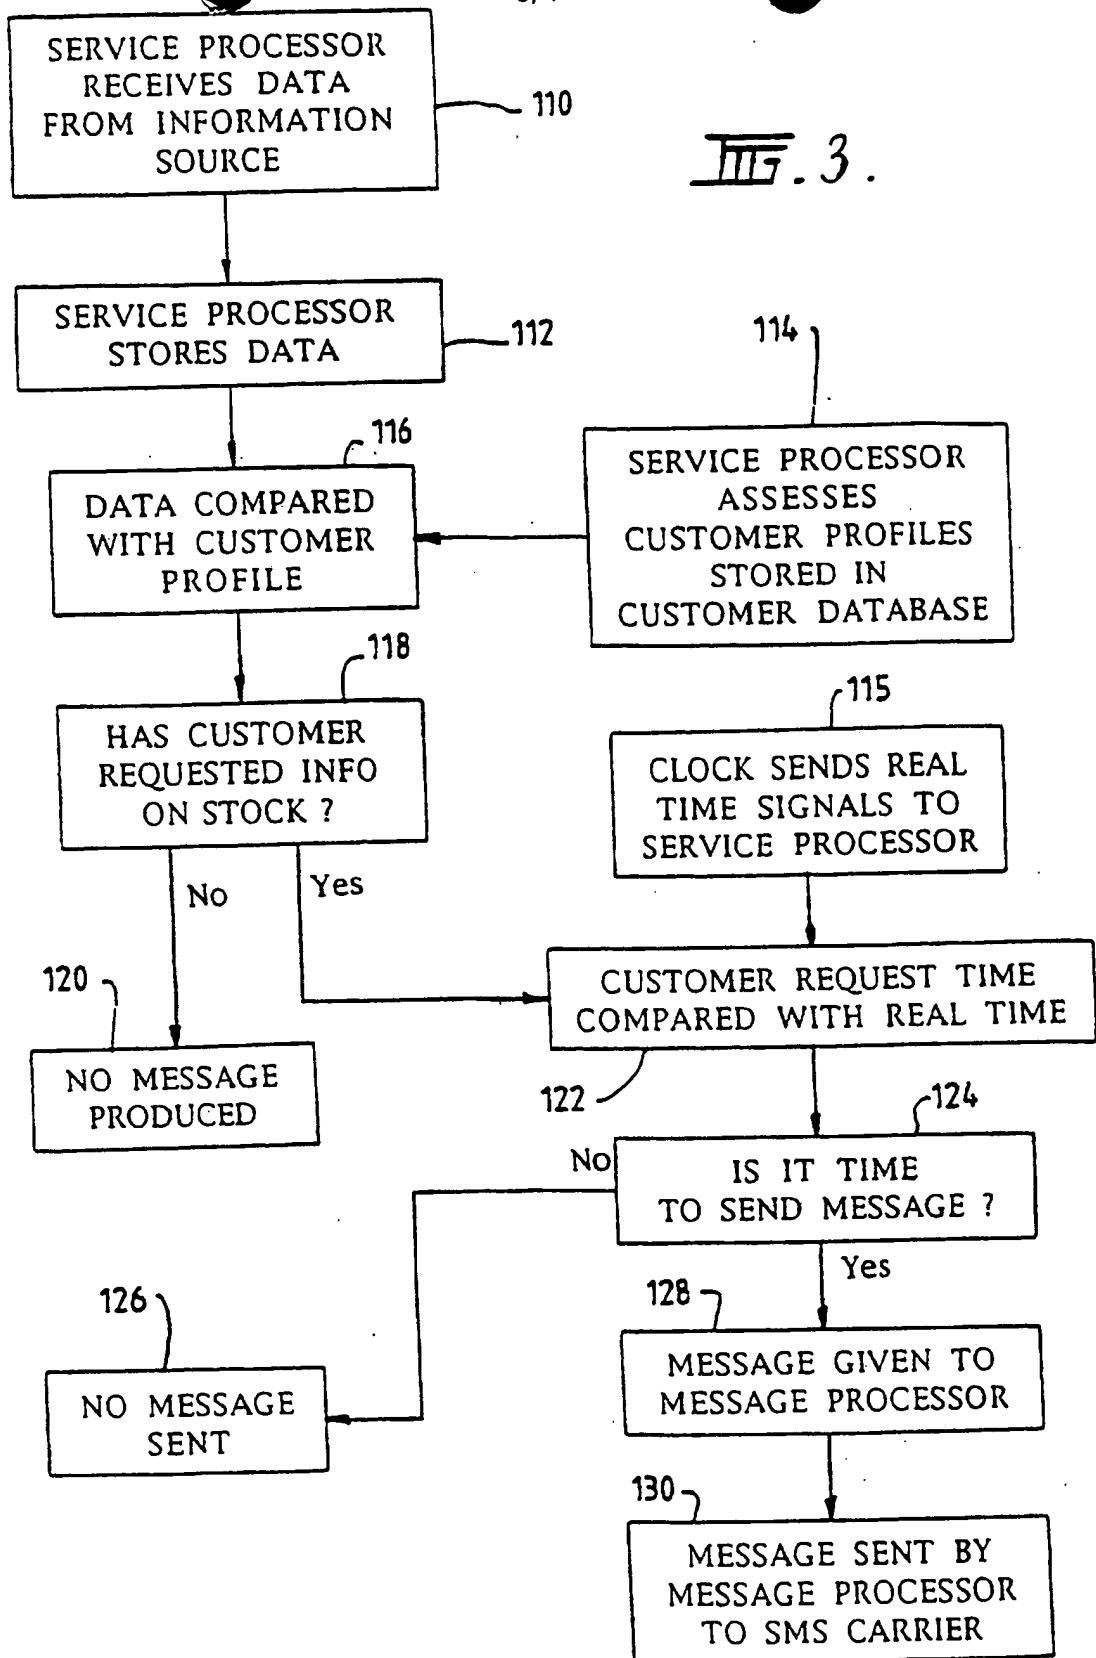 SERVICE PROCESSOR
RECEIVES DATA
FROM INFORMATION
SOURCE
110
FIG. 3.
SERVICE PROCESSOR
STORES DATA
112
114
116
DATA COMPARED
WITH CUSTOMER
PROFILE
SERVICE PROCESSOR
ASSESSES
CUSTOMER PROFILES
STORED IN
CUSTOMER DATABASE
118
HAS CUSTOMER
REQUESTED INFO
ON STOCK ?
115
CLOCK SENDS REAL
TIME SIGNALS TO
SERVICE PROCESSOR
No
Yes
120
NO MESSAGE
PRODUCED
CUSTOMER REQUEST TIME
COMPARED WITH REAL TIME
122
124
IS IT TIME
TO SEND MESSAGE ?
No
Yes
126
NO MESSAGE
SENT
128
MESSAGE GIVEN TO
MESSAGE PROCESSOR
130
MESSAGE SENT BY
MESSAGE PROCESSOR
TO SMS CARRIER